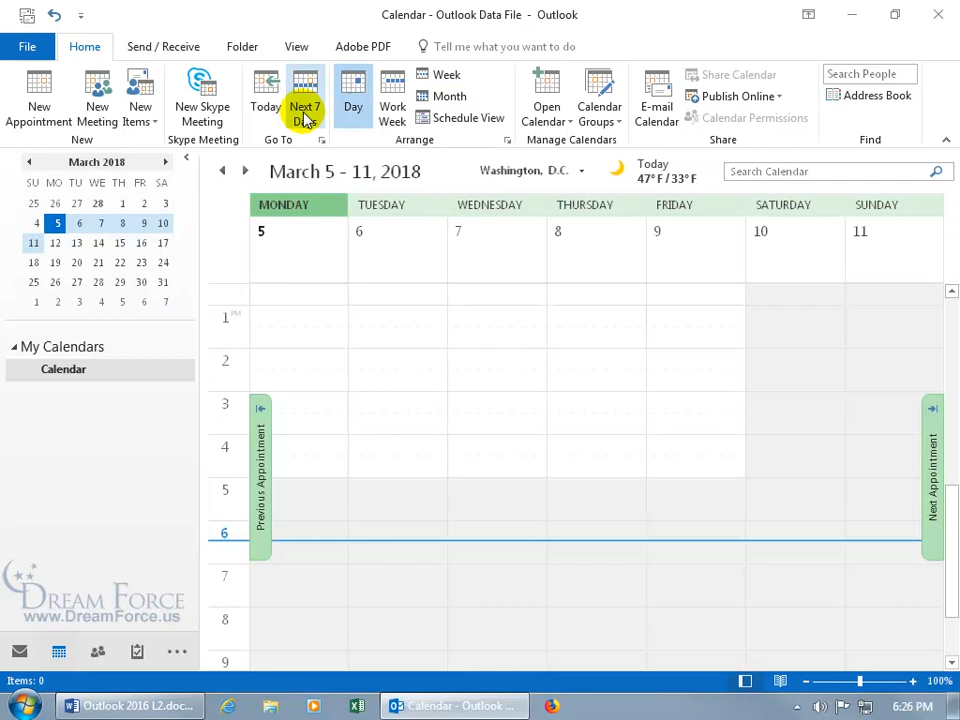 Calendar - Outlook Data File - Outlook
File Home Send / Receive Folder View Adobe PDF Tell me what you want to do
New Appointment
New Meeting
New Items
New
New Skype Meeting
Skype Meeting
Today
Next 7
Go To
Day
Work Week
Week
Month
Schedule View
Arrange
Open Calendar
Calendar Groups
Manage Calendars
E-mail Calendar
Share Calendar
Publish Online
Calendar Permissions
Share
Search People
Address Book
Find
March 2018
SU MO TU WE TH FR SA
25 26 27 28 1 2 3
4 5 6 7 8 9 10
11 12 13 14 15 16 17
18 19 20 21 22 23 24
25 26 27 28 29 30 31
1 2 3 4 5 6 7
My Calendars
Calendar
DREAM FORCE
www.DreamForce.us
March 5 - 11, 2018
Washington, D.C.
Today
47° F / 33° F
Search Calendar
MONDAY TUESDAY WEDNESDAY THURSDAY FRIDAY SATURDAY SUNDAY
5 6 7 8 9 10 11
1 PM
2
3
4
5
6
7
8
9
Previous Appointment
Next Appointment
Items: 0
100%
Outlook 2016 L2.doc...
Calendar - Outlook ...
6:26 PM